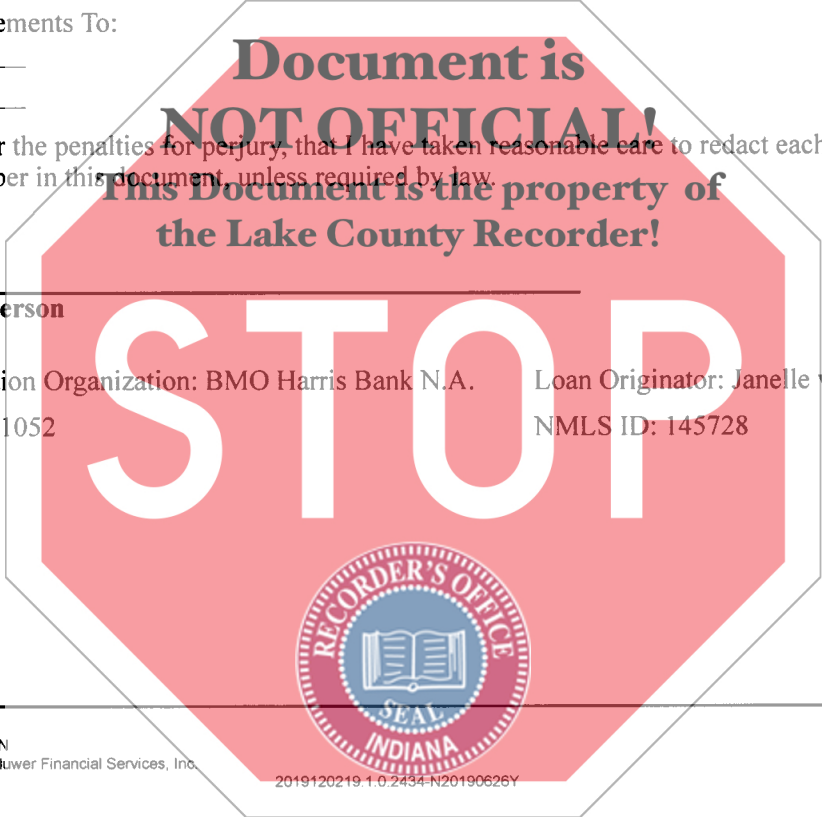 ements To:
Document is
NOT OFFICIAL!
r the penalties for perjury, that I have taken reasonable care to redact each
ber in this document, unless required by law.
This Document is the property of
the Lake County Recorder!
erson
STOP
ion Organization: BMO Harris Bank N.A. Loan Originator: Janelle v
1052 NMLS ID: 145728
RECORDER'S OFFICE
SEAL
INDIANA
N
luwer Financial Services, Inc.
2019120219.1.0.2434-N20190626Y